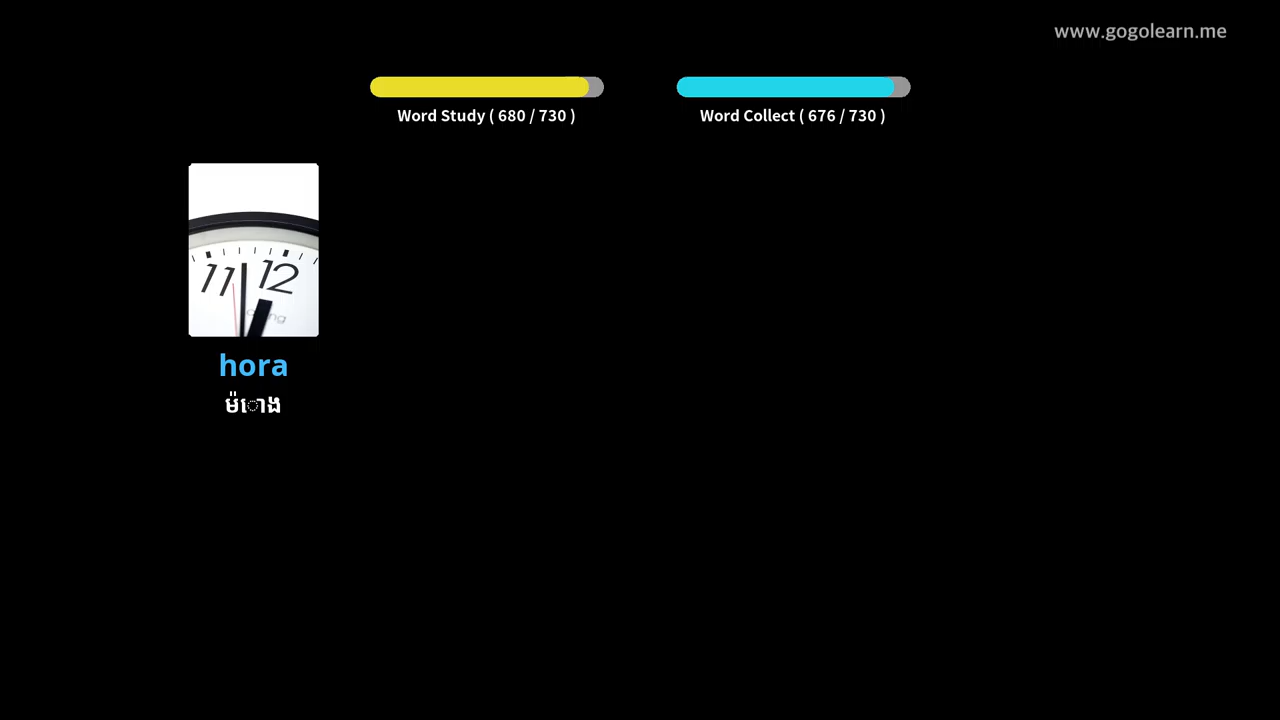 www.gogolearn.me
Word Study ( 680 / 730 )
Word Collect ( 676 / 730 )
11 12
hora
ម៉ោង